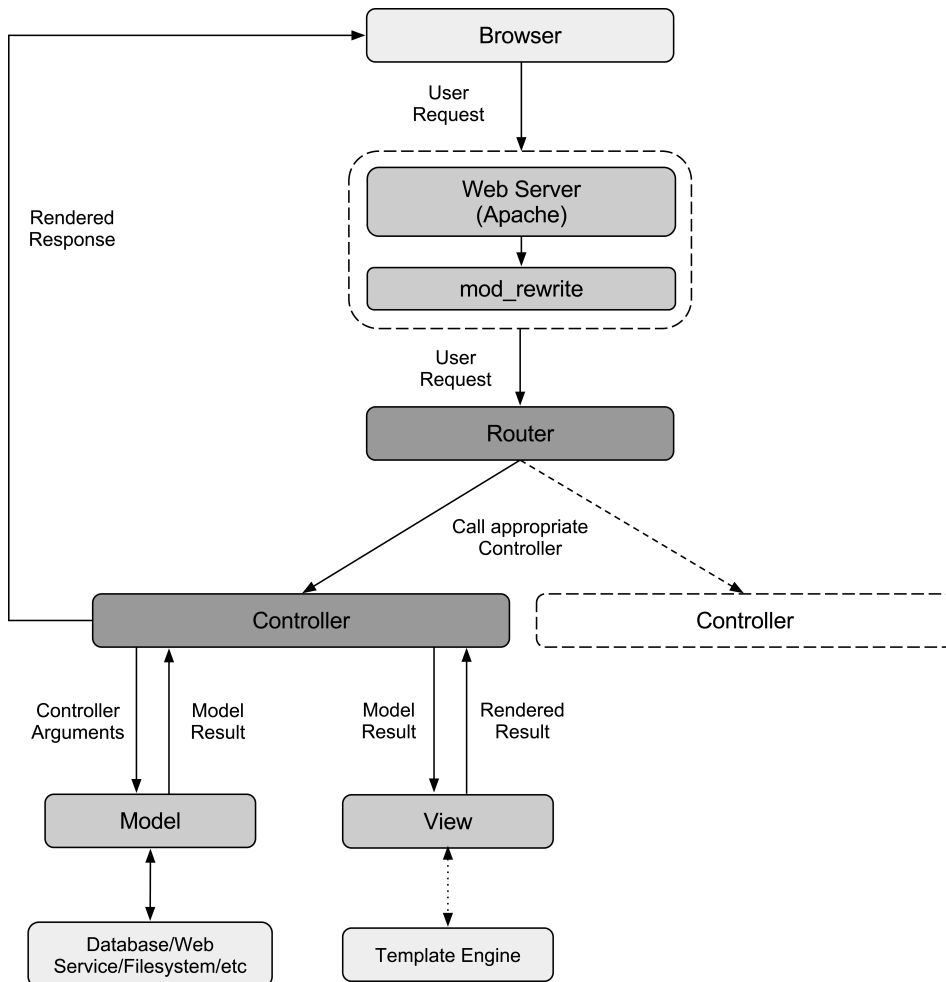 Browser
User
Request
Web Server
(Apache)
Rendered
Response
mod_rewrite
User
Request
Router
Call appropriate
Controller
Controller
Controller
Controller
Arguments
Model
Result
Model
Result
Rendered
Result
Model
View
Database/Web
Service/Filesystem/etc
Template Engine